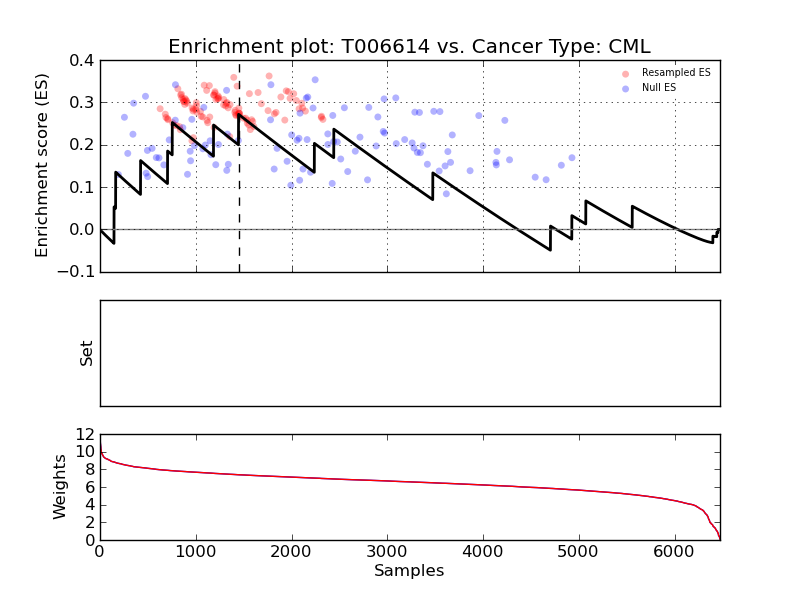 Enrichment plot: T006614 vs. Cancer Type: CML
Enrichment score (ES)
0.4
0.3
0.2
0.1
0.0
−0.1
Resampled ES
Null ES
Set
Weights
12
10
8
6
4
2
0
0 1000 2000 3000 4000 5000 6000
Samples